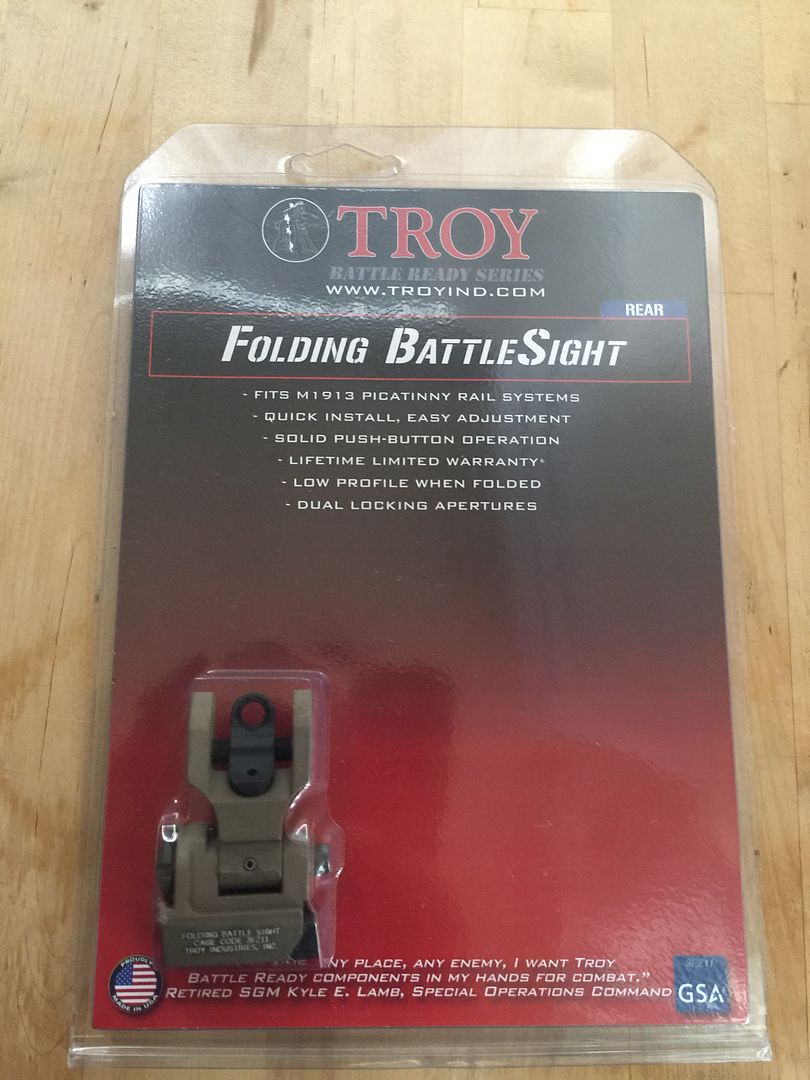 TROY
BATTLE READY SERIES
WWW.TROYIND.COM
REAR
FOLDING BATTLESIGHT
- FITS M1913 PICATINNY RAIL SYSTEMS
- QUICK INSTALL, EASY ADJUSTMENT
- SOLID PUSH-BUTTON OPERATION
- LIFETIME LIMITED WARRANTY*
- LOW PROFILE WHEN FOLDED
- DUAL LOCKING APERTURES
FOLDING BATTLE SIGHT
CAGE CODE 3EZ11
TROY INDUSTRIES, INC.
ANY PLACE, ANY ENEMY, I WANT TROY
BATTLE READY COMPONENTS IN MY HANDS FOR COMBAT."
RETIRED SGM KYLE E. LAMB, SPECIAL OPERATIONS COMMAND
PROUDLY
MADE IN USA
3EZ11
GSA